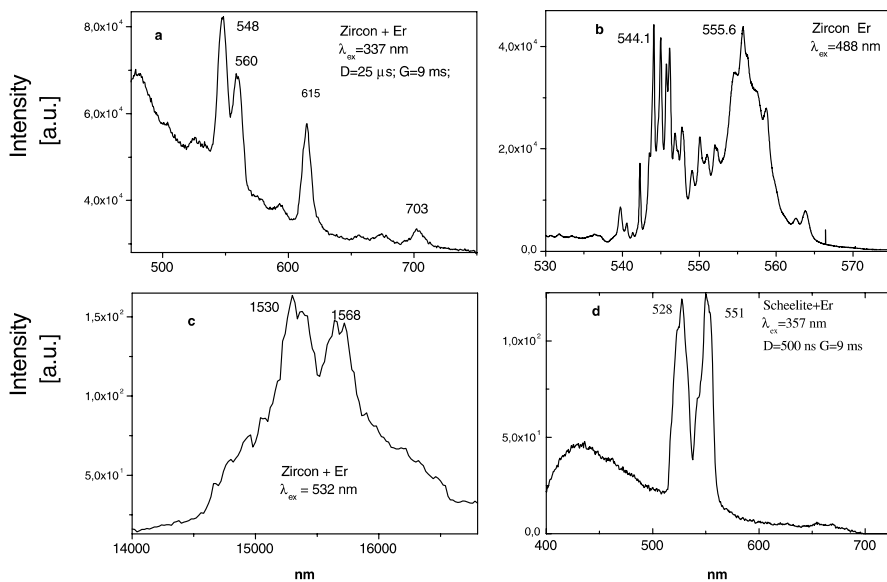 Intensity
[a.u.]
8,0x10⁴
6,0x10⁴
4,0x10⁴
a
548
560
615
703
Zircon + Er
λex=337 nm
D=25 μs; G=9 ms;
500
600
700
b
4,0x10⁴
2,0x10⁴
0,0
544.1
555.6
Zircon Er
λex=488 nm
530
540
550
560
570
Intensity
[a.u.]
1,5x10²
1,0x10²
5,0x10¹
c
1530
1568
Zircon + Er
λex = 532 nm
14000
15000
16000
nm
d
1,0x10²
5,0x10¹
0,0
528
551
Scheelite+Er
λex=357 nm
D=500 ns G=9 ms
400
500
600
700
nm